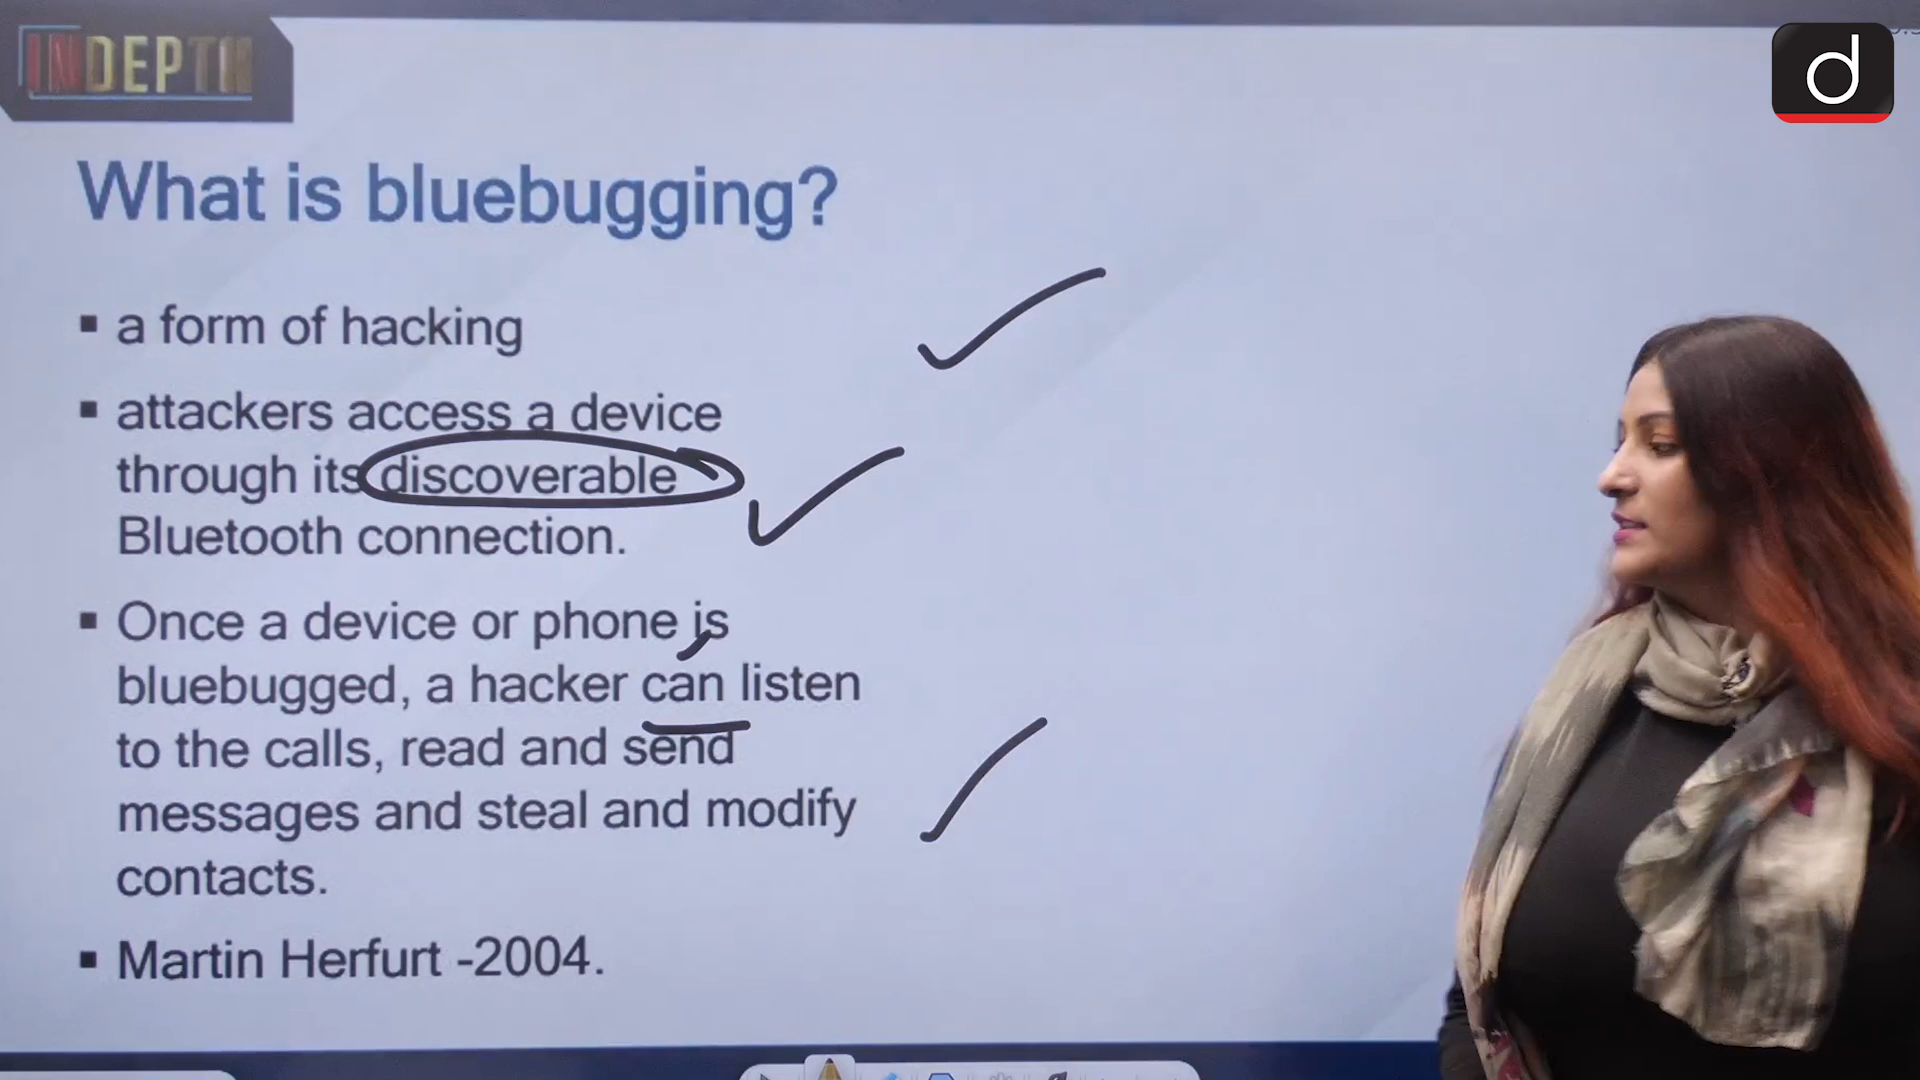 INDEPTH
d
What is bluebugging?
▪ a form of hacking
▪ attackers access a device
through its discoverable
Bluetooth connection.
▪ Once a device or phone is
bluebugged, a hacker can listen
to the calls, read and send
messages and steal and modify
contacts.
▪ Martin Herfurt -2004.